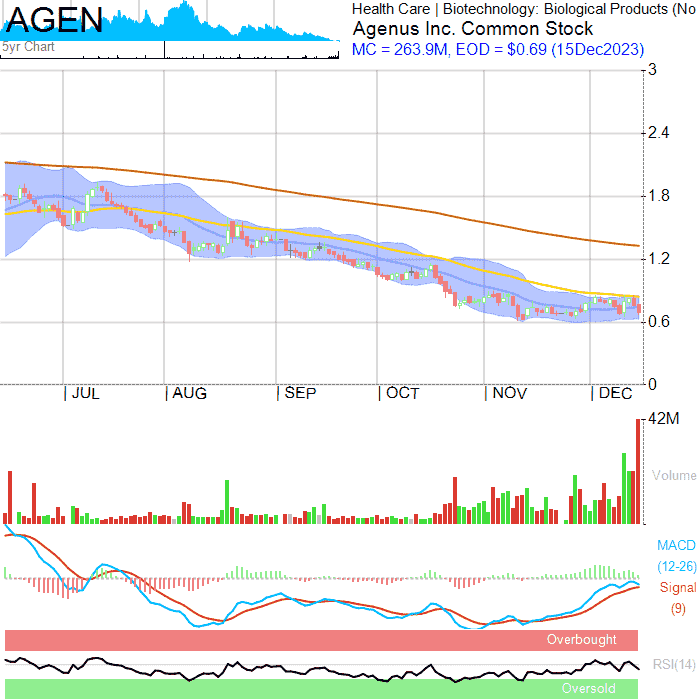 AGEN
5yr Chart
Health Care | Biotechnology: Biological Products (No
Agenus Inc. Common Stock
MC = 263.9M, EOD = $0.69 (15Dec2023)
3
2.4
1.8
1.2
0.6
0
| JUL | AUG | SEP | OCT | NOV | DEC
42M
Volume
MACD
(12-26)
Signal
(9)
Overbought
RSI(14)
Oversold